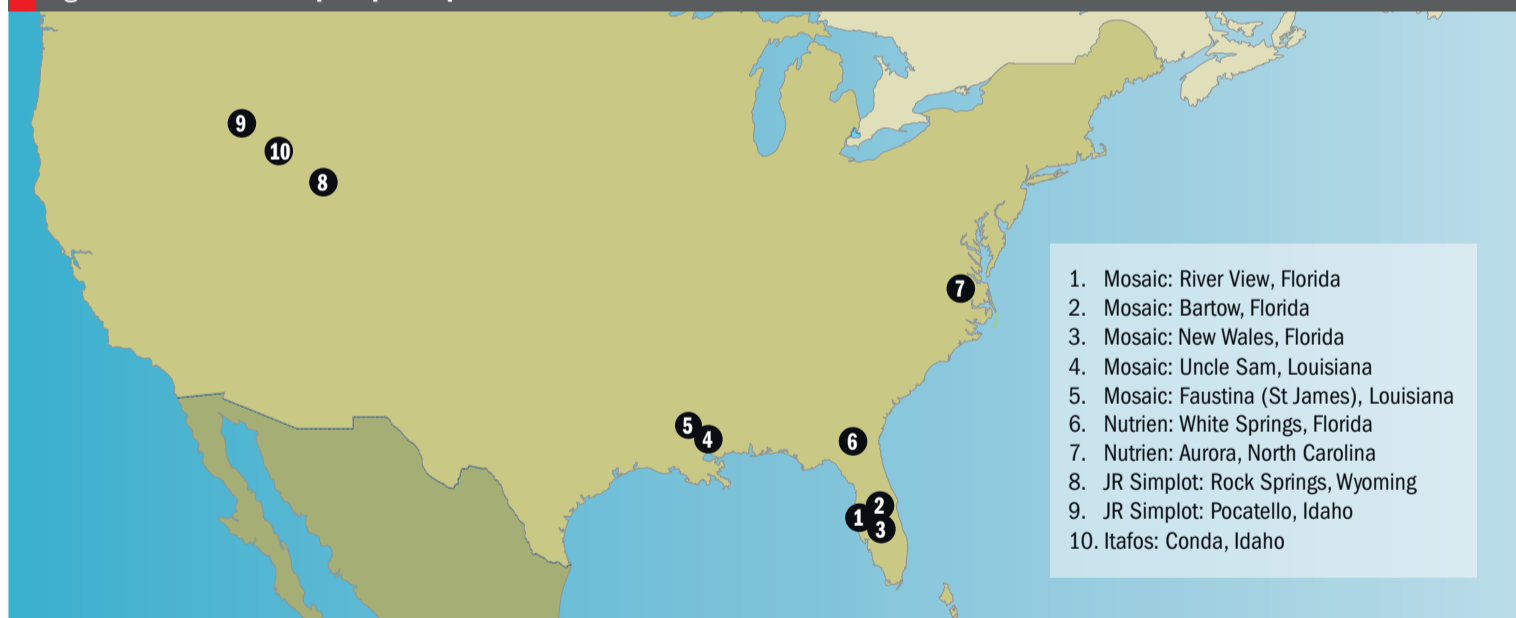 9
10
8
7
5
4
6
2
1
3
1. Mosaic: River View, Florida
2. Mosaic: Bartow, Florida
3. Mosaic: New Wales, Florida
4. Mosaic: Uncle Sam, Louisiana
5. Mosaic: Faustina (St James), Louisiana
6. Nutrien: White Springs, Florida
7. Nutrien: Aurora, North Carolina
8. JR Simplot: Rock Springs, Wyoming
9. JR Simplot: Pocatello, Idaho
10. Itafos: Conda, Idaho